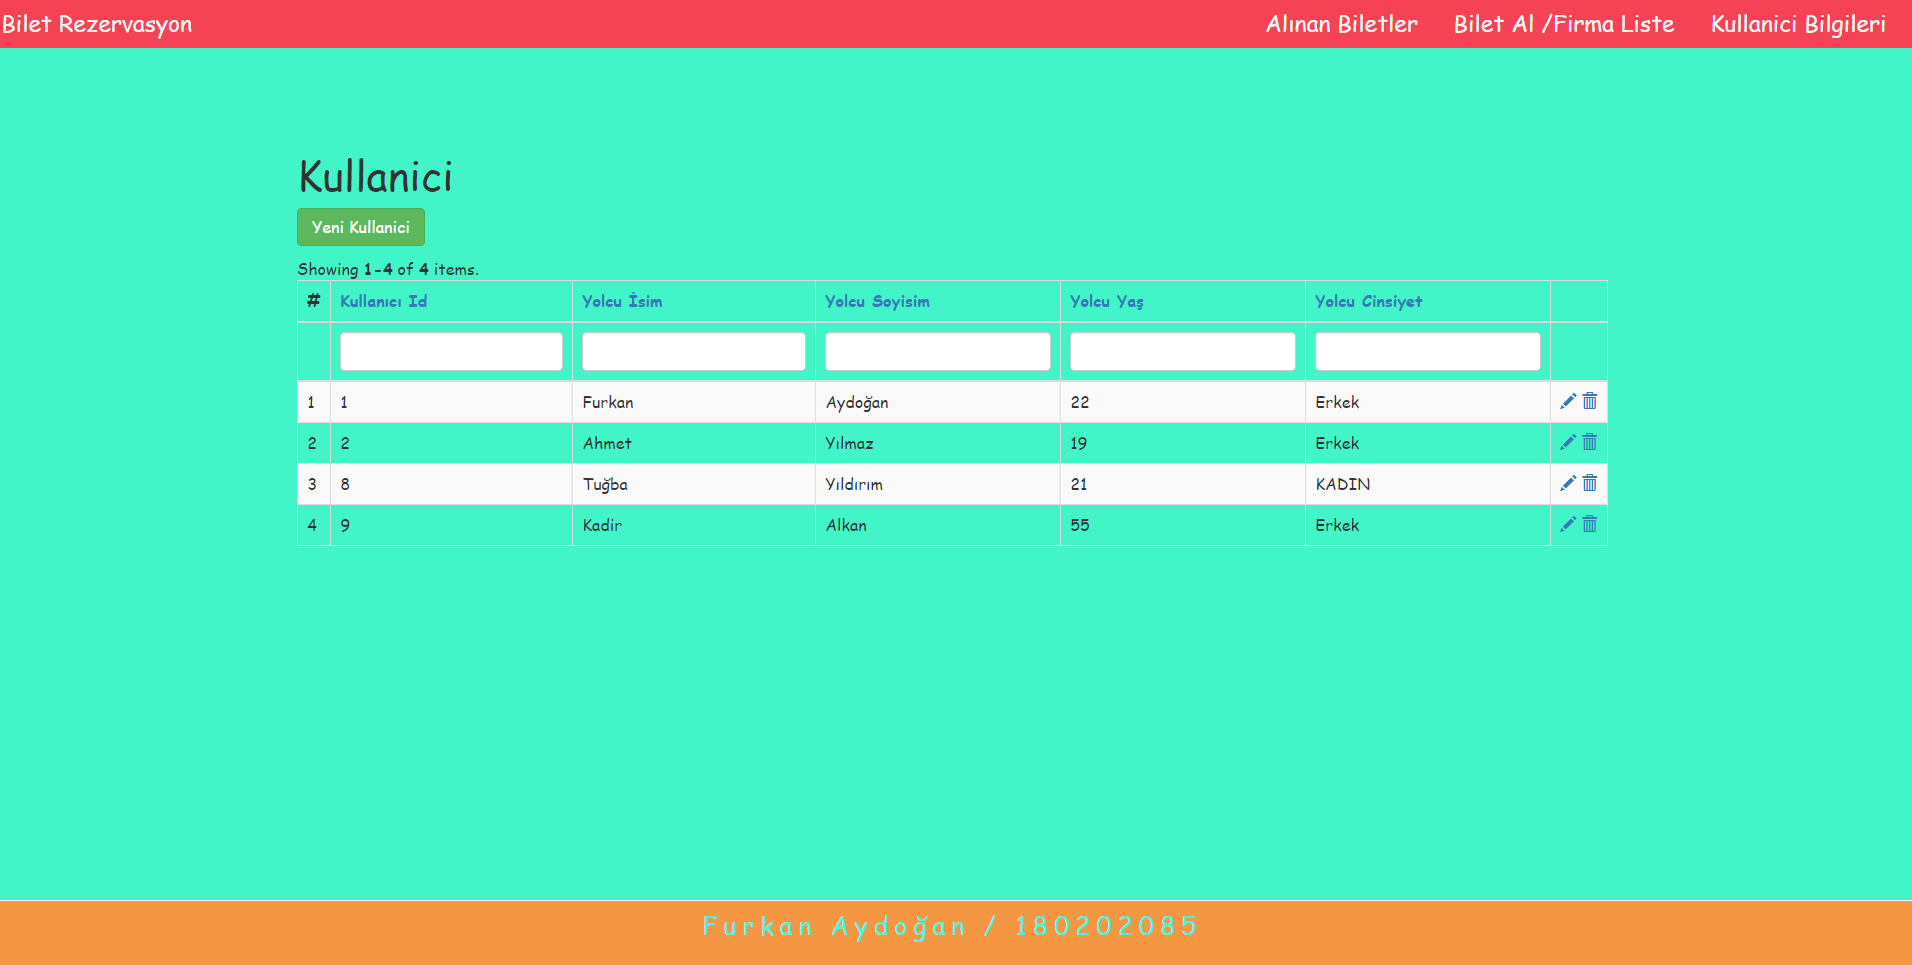 Bilet Rezervasyon Alınan Biletler Bilet Al /Firma Liste Kullanici Bilgileri
Kullanici
Yeni Kullanici
Showing 1-4 of 4 items.
# Kullanıcı Id Yolcu İsim Yolcu Soyisim Yolcu Yaş Yolcu Cinsiyet
1 1 Furkan Aydoğan 22 Erkek
2 2 Ahmet Yılmaz 19 Erkek
3 8 Tuğba Yıldırım 21 KADIN
4 9 Kadir Alkan 55 Erkek
Furkan Aydoğan / 180202085